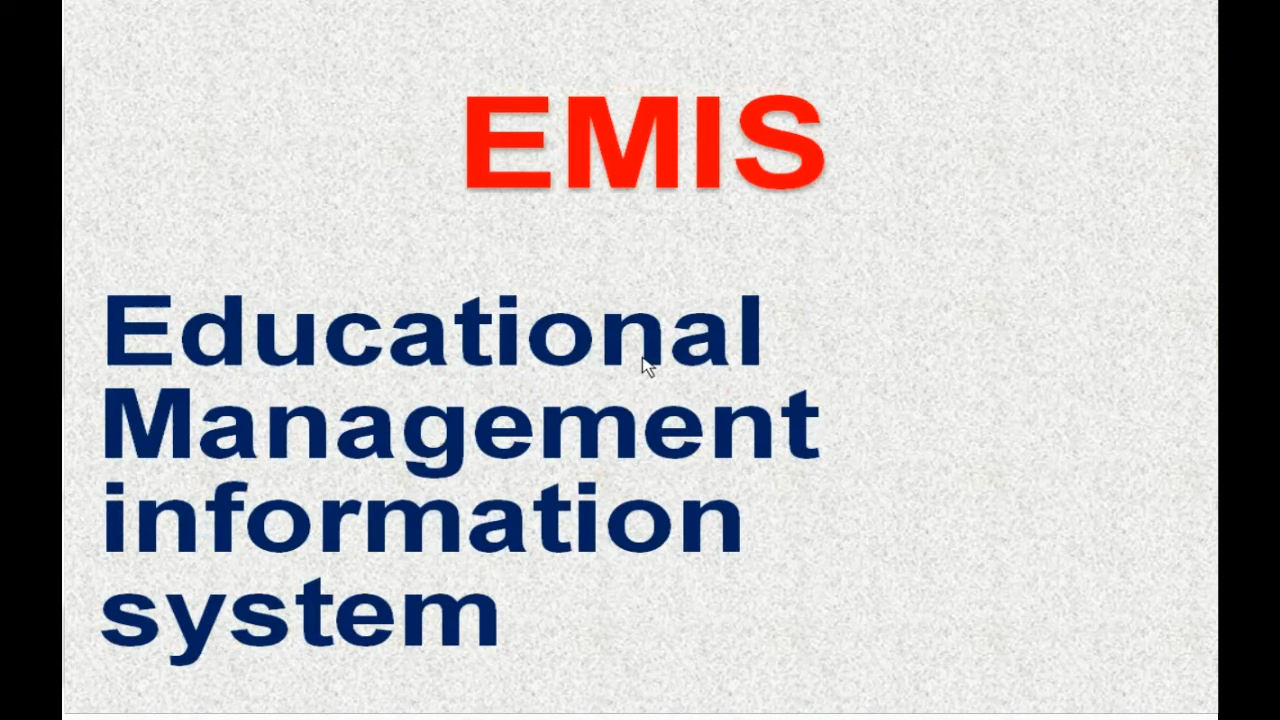 EMIS
Educational
Management
information
system